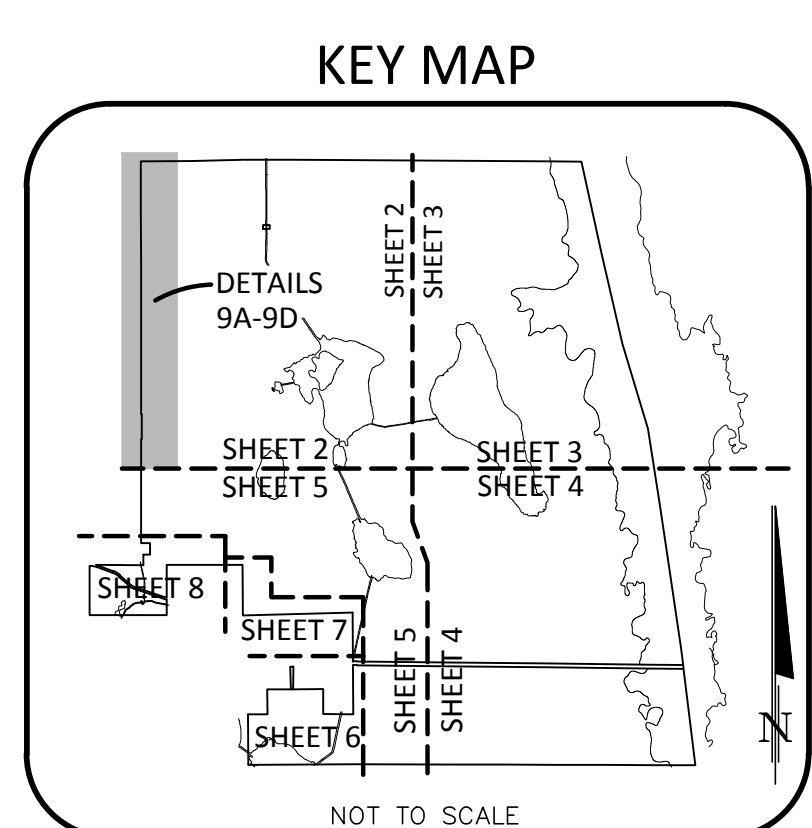 KEY MAP
SHEET 2
SHEET 3
DETAILS
9A-9D
SHEET 2
SHEET 3
SHEET 5
SHEET 4
SHEET 8
SHEET 7
SHEET 5
SHEET 4
SHEET 6
N
NOT TO SCALE